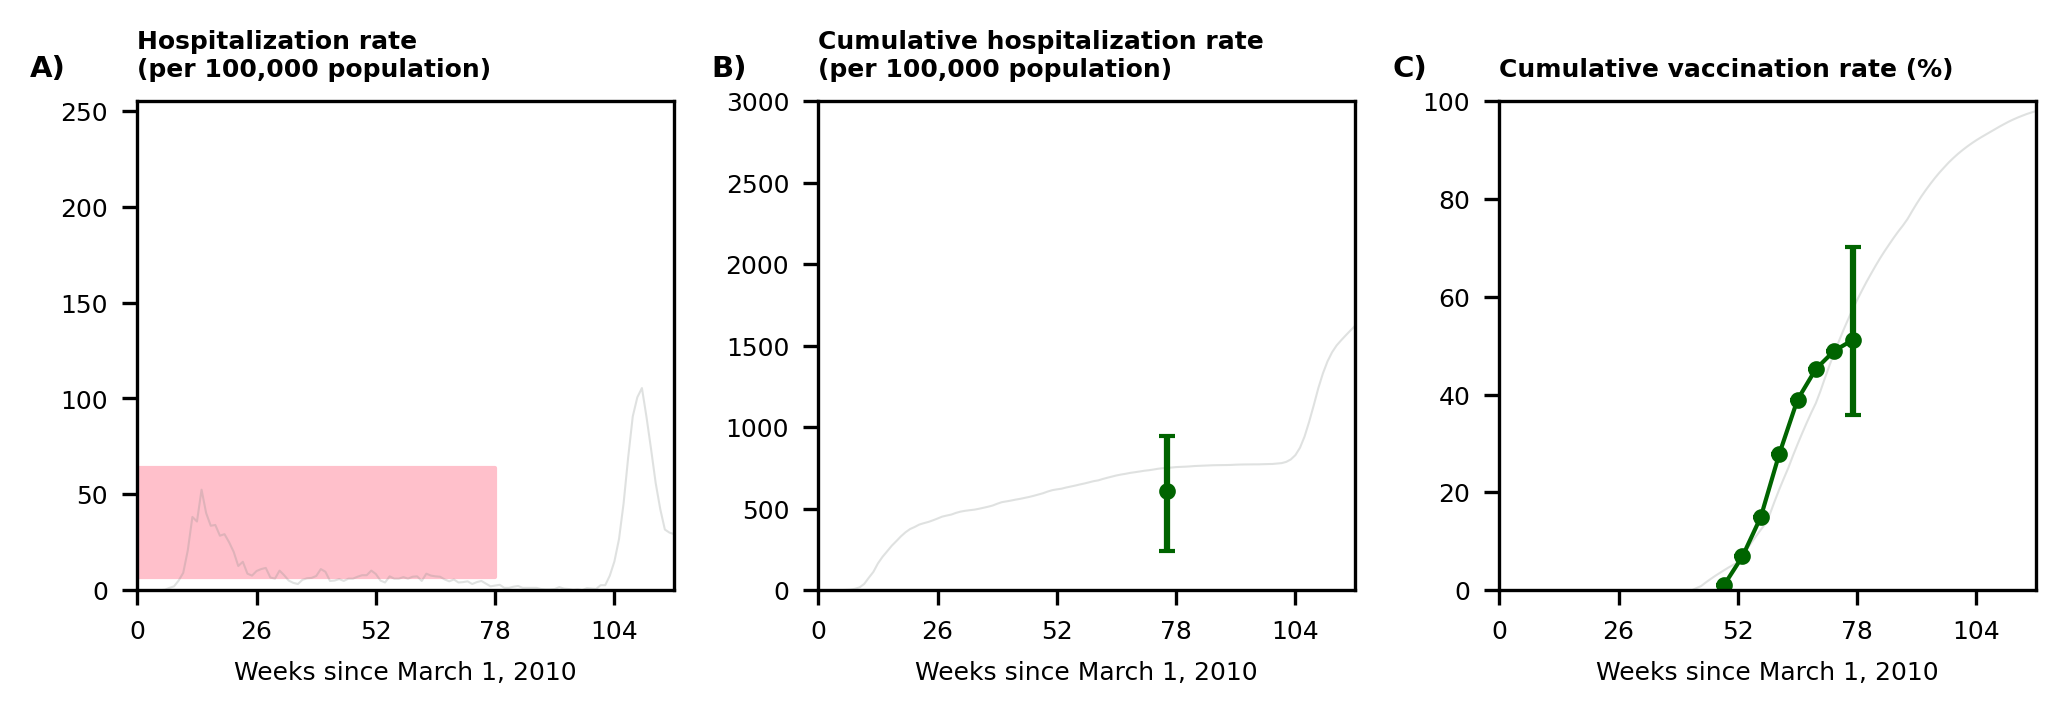 A)
Hospitalization rate
(per 100,000 population)
250
200
150
100
50
0
0 26 52 78 104
Weeks since March 1, 2010
B)
Cumulative hospitalization rate
(per 100,000 population)
3000
2500
2000
1500
1000
500
0
0 26 52 78 104
Weeks since March 1, 2010
C)
Cumulative vaccination rate (%)
100
80
60
40
20
0
0 26 52 78 104
Weeks since March 1, 2010